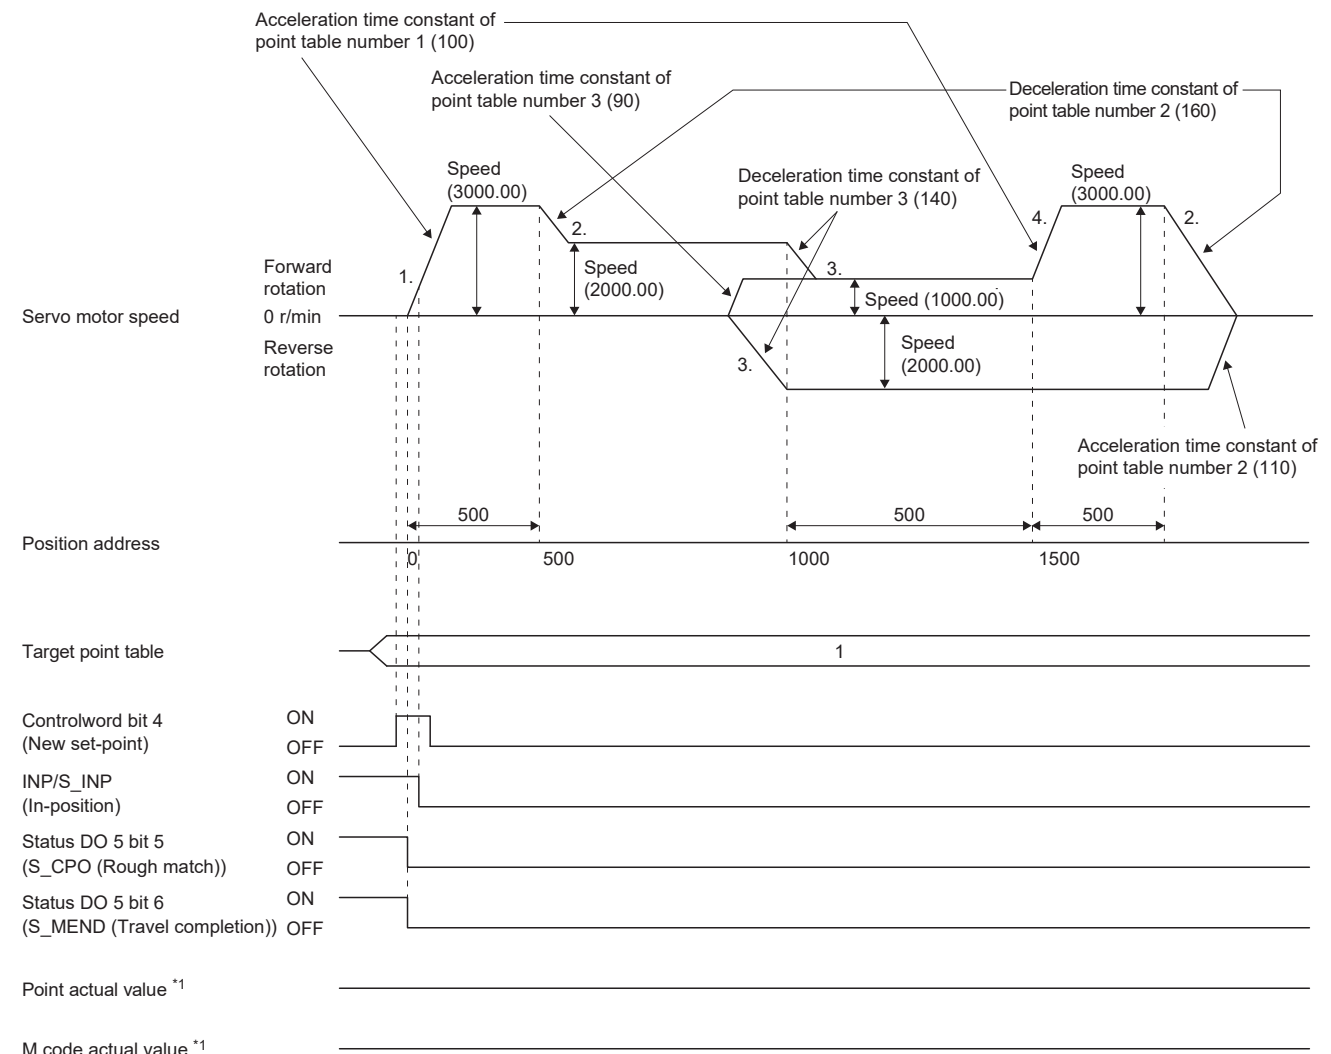 Acceleration time constant of
point table number 1 (100)
Acceleration time constant of
point table number 3 (90)
Deceleration time constant of
point table number 2 (160)
Speed
(3000.00)
Deceleration time constant of
point table number 3 (140)
Speed
(3000.00)
1.
2.
3.
4.
2.
Forward
rotation
Speed
(2000.00)
Speed (1000.00)
Servo motor speed
0 r/min
Reverse
rotation
3.
Speed
(2000.00)
Acceleration time constant of
point table number 2 (110)
500
500
500
Position address
0
500
1000
1500
Target point table
1
Controlword bit 4
(New set-point)
ON
OFF
INP/S_INP
(In-position)
ON
OFF
Status DO 5 bit 5
(S_CPO (Rough match))
ON
OFF
Status DO 5 bit 6
(S_MEND (Travel completion))
ON
OFF
Point actual value *1
M code actual value *1